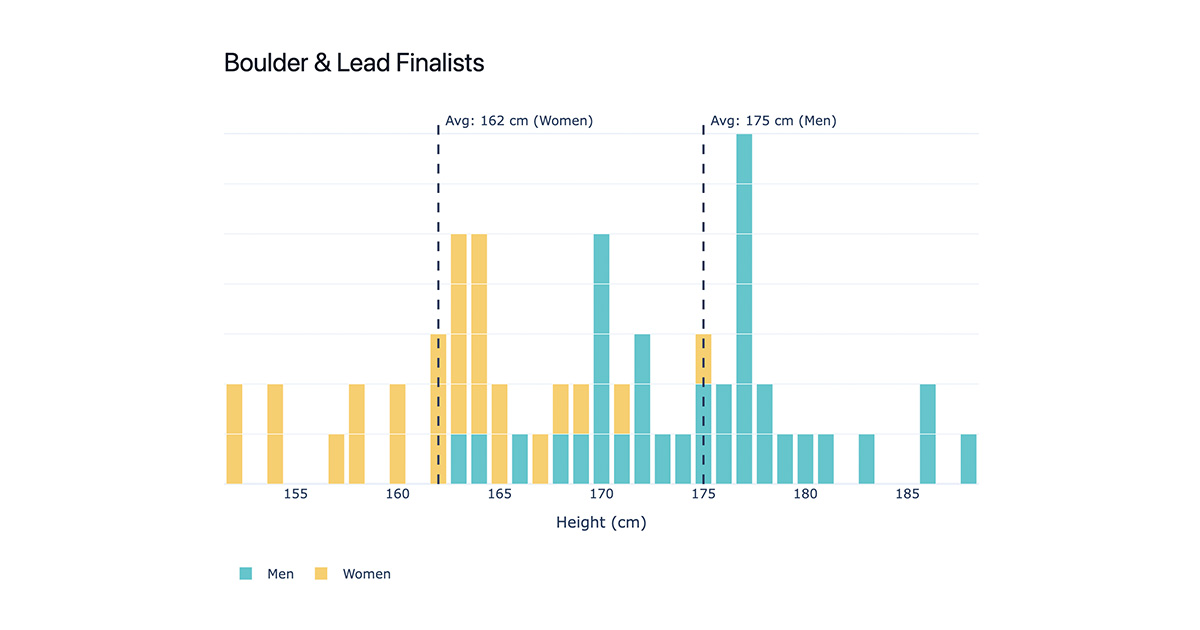 Boulder & Lead Finalists
Avg: 162 cm (Women)
Avg: 175 cm (Men)
155
160
165
170
175
180
185
Height (cm)
Men
Women